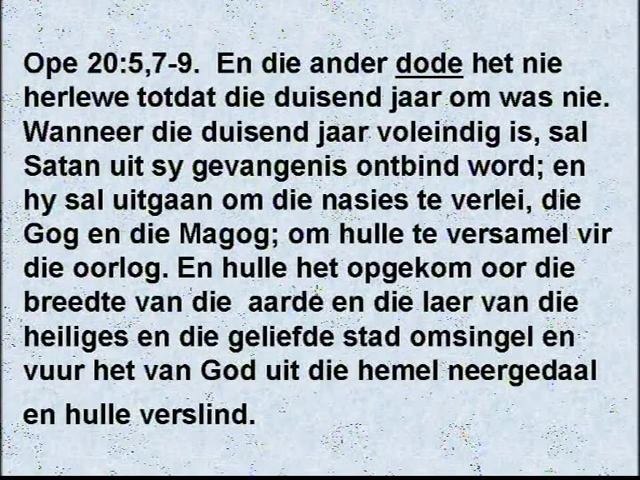 Ope 20:5,7-9.  En die ander dode het nie
herlewe totdat die duisend jaar om was nie.
Wanneer die duisend jaar voleindig is, sal
Satan uit sy gevangenis ontbind word; en
hy sal uitgaan om die nasies te verlei, die
Gog en die Magog; om hulle te versamel vir
die oorlog. En hulle het opgekom oor die
breedte van die  aarde en die laer van die
heiliges en die geliefde stad omsingel en
vuur het van God uit die hemel neergedaal
en hulle verslind.